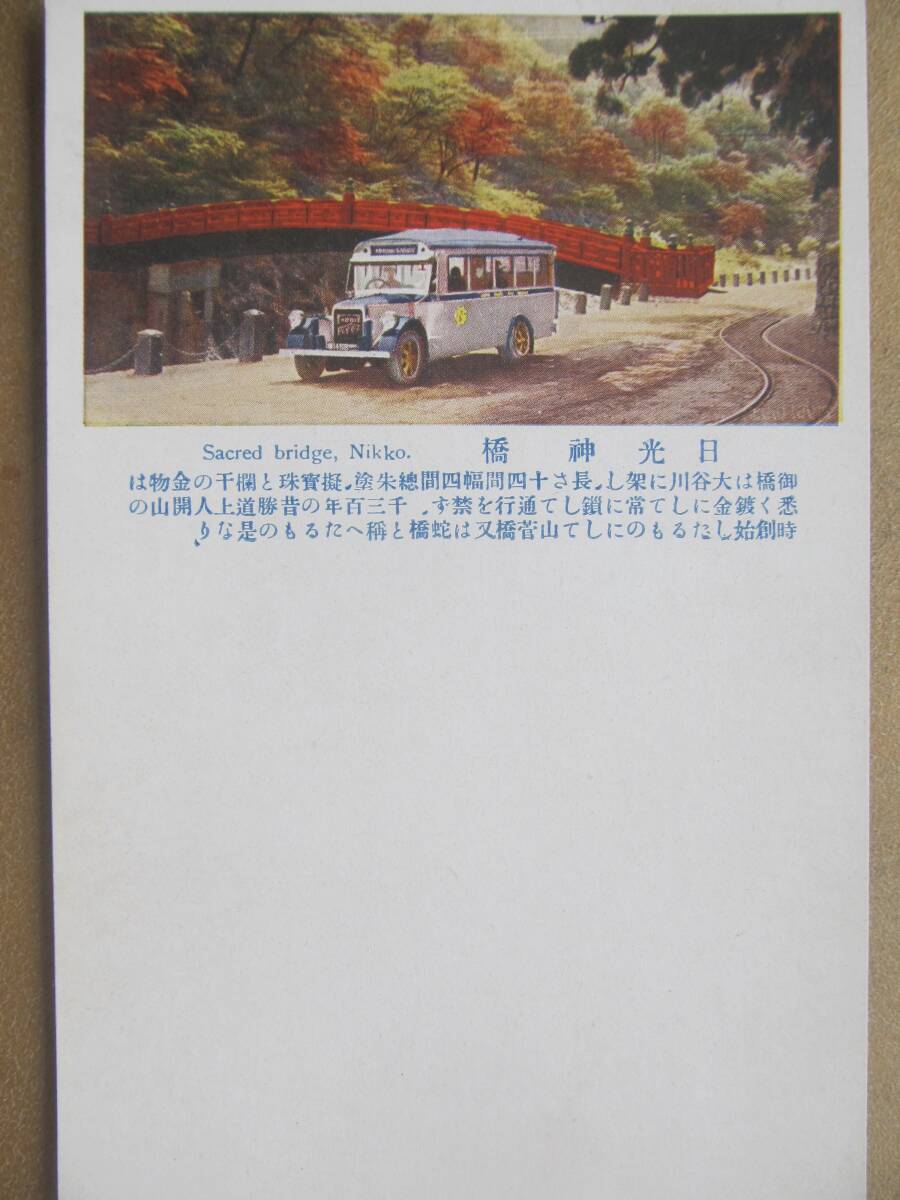 Sacred bridge, Nikko. 日光神橋
御橋は大谷川に架し、長さ十四間幅四間總朱塗、擬寶珠と欄干の金物は
悉く鍍金にして常に鎖して通行を禁す、千三百年の昔勝道上人開山の
時創始したるものにして山菅橋又は蛇橋と稱へたるもの是なり、